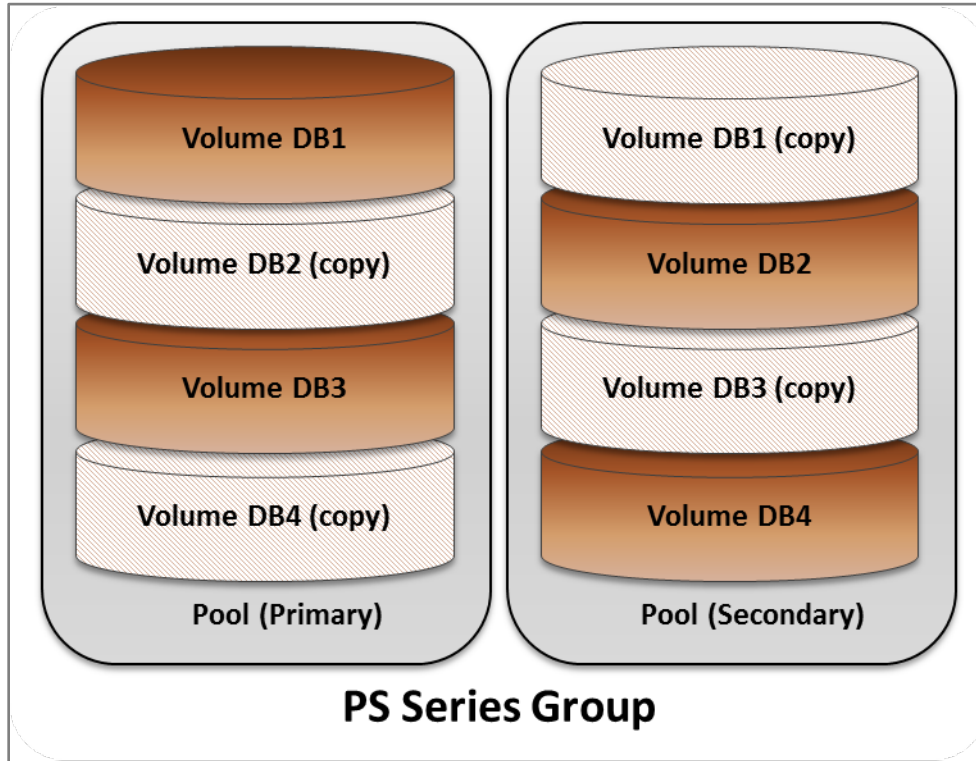 Volume DB1
Volume DB2 (copy)
Volume DB3
Volume DB4 (copy)
Pool (Primary)
Volume DB1 (copy)
Volume DB2
Volume DB3 (copy)
Volume DB4
Pool (Secondary)
PS Series Group